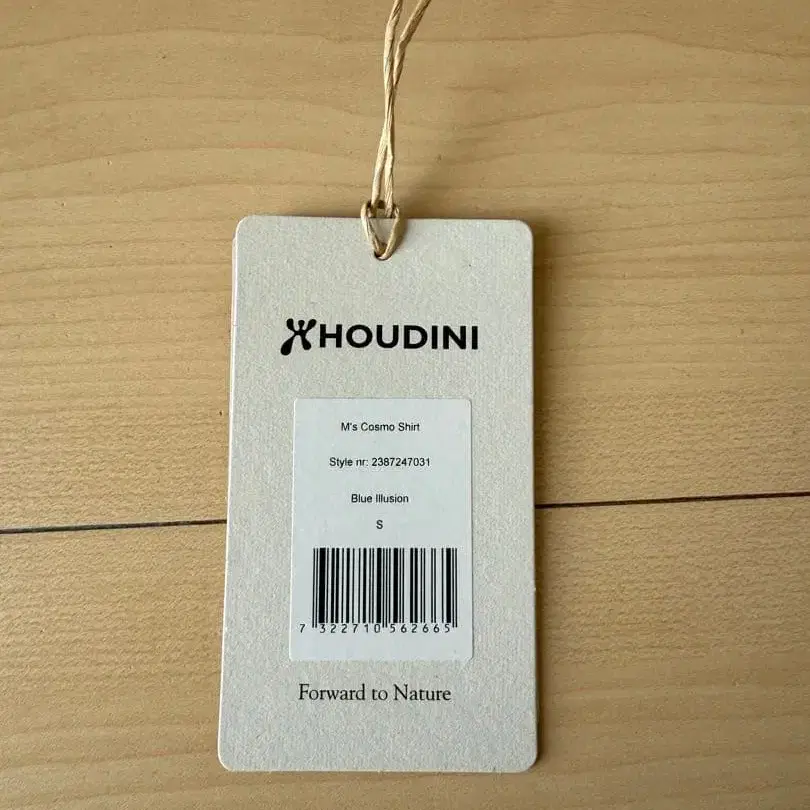 HOUDINI
M's Cosmo Shirt
Style nr: 2387247031
Blue Illusion
S
7 322710 562665
Forward to Nature